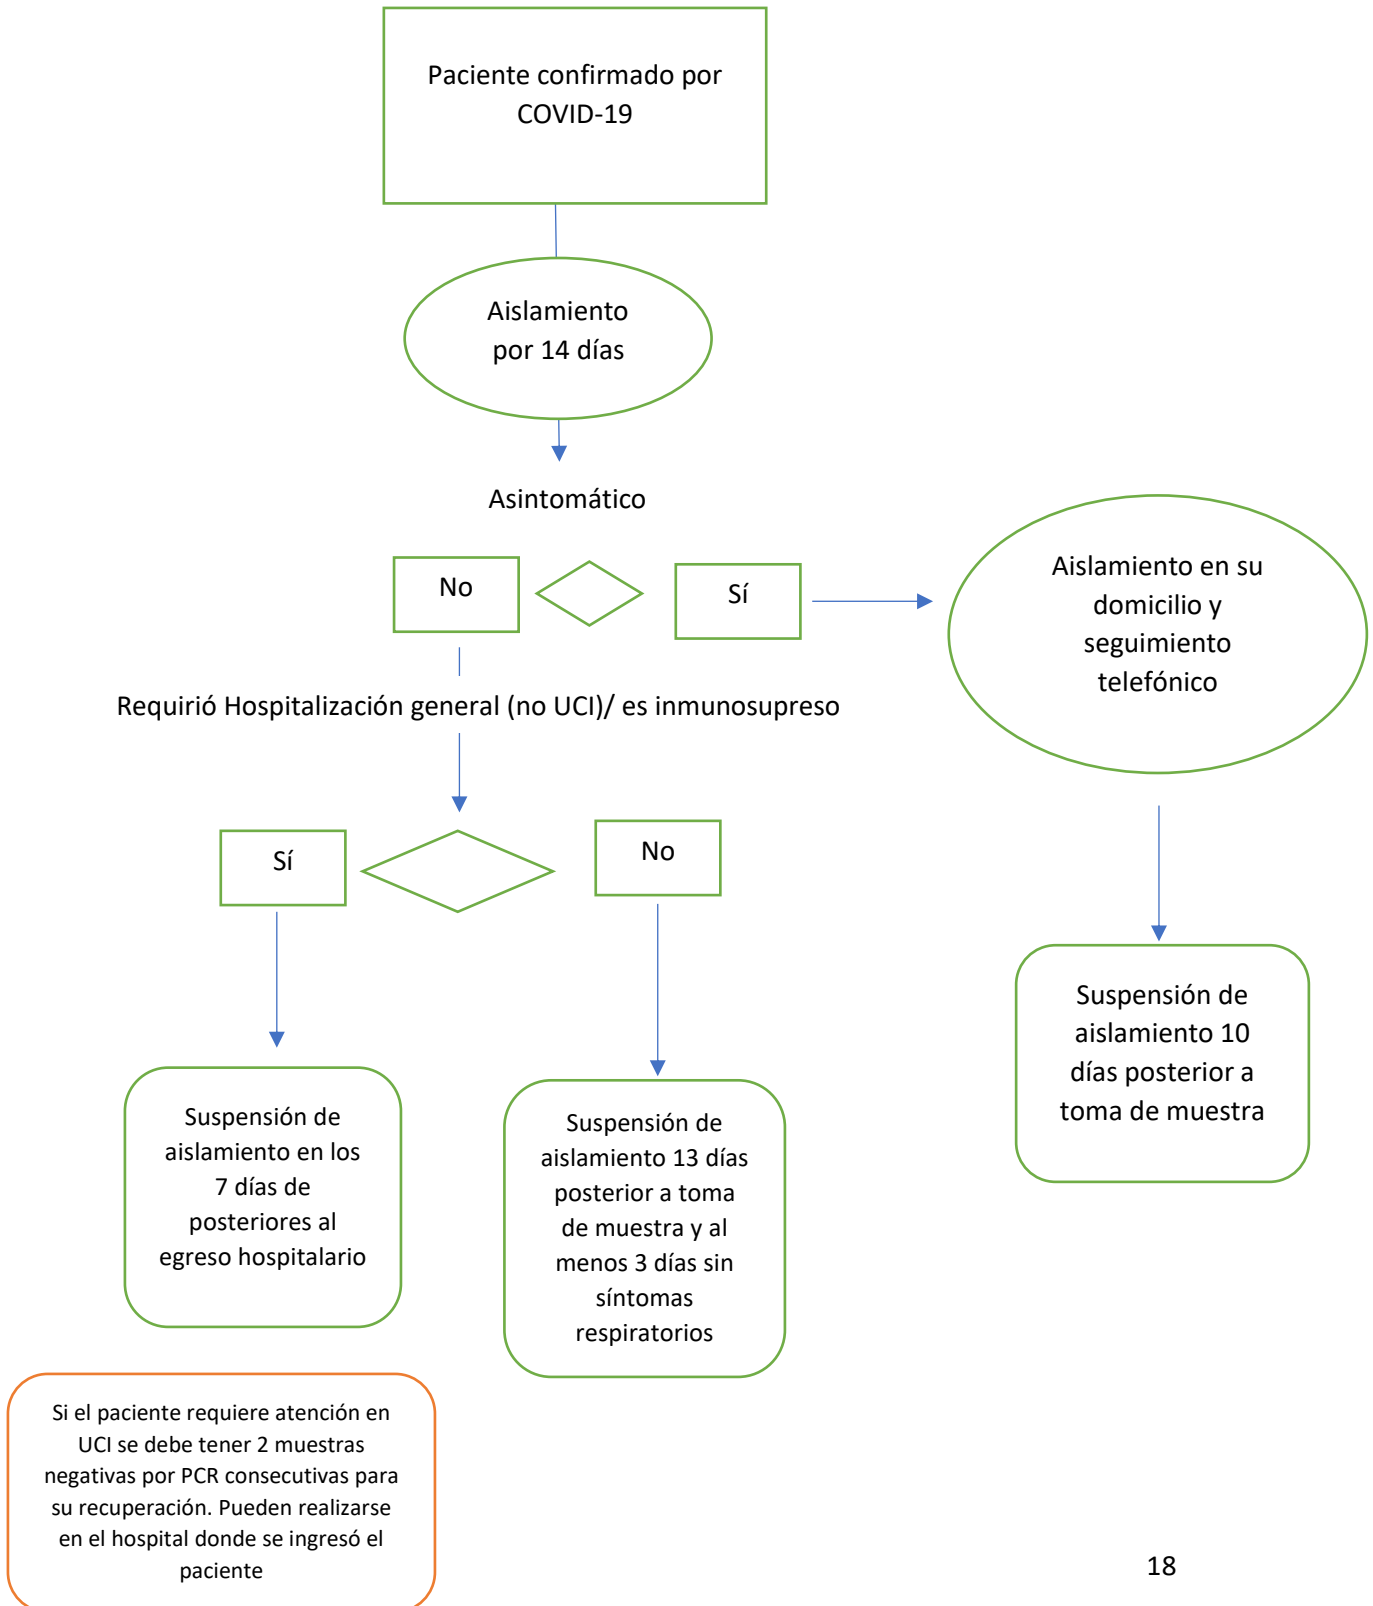 Paciente confirmado por
COVID-19
Aislamiento
por 14 días
Asintomático
No
Sí
Aislamiento en su
domicilio y
seguimiento
telefónico
Requirió Hospitalización general (no UCI)/ es inmunosupreso
Sí
No
Suspensión de
aislamiento 10
días posterior a
toma de muestra
Suspensión de
aislamiento en los
7 días de
posteriores al
egreso hospitalario
Suspensión de
aislamiento 13 días
posterior a toma
de muestra y al
menos 3 días sin
síntomas
respiratorios
Si el paciente requiere atención en
UCI se debe tener 2 muestras
negativas por PCR consecutivas para
su recuperación. Pueden realizarse
en el hospital donde se ingresó el
paciente
18